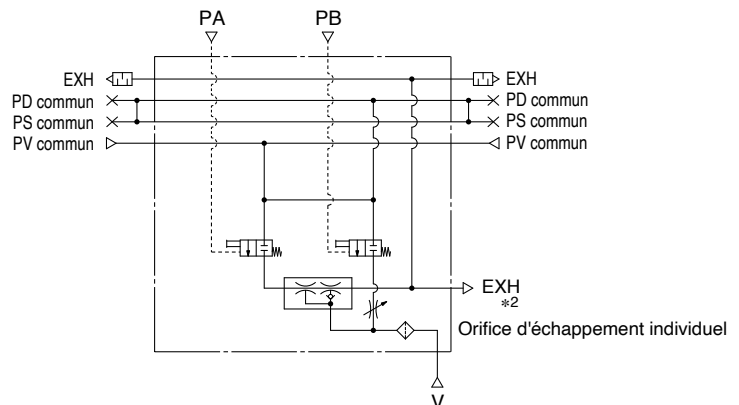 PA PB
EXH EXH
PD commun PD commun
PS commun PS commun
PV commun PV commun
EXH
*2
Orifice d'échappement individuel
V